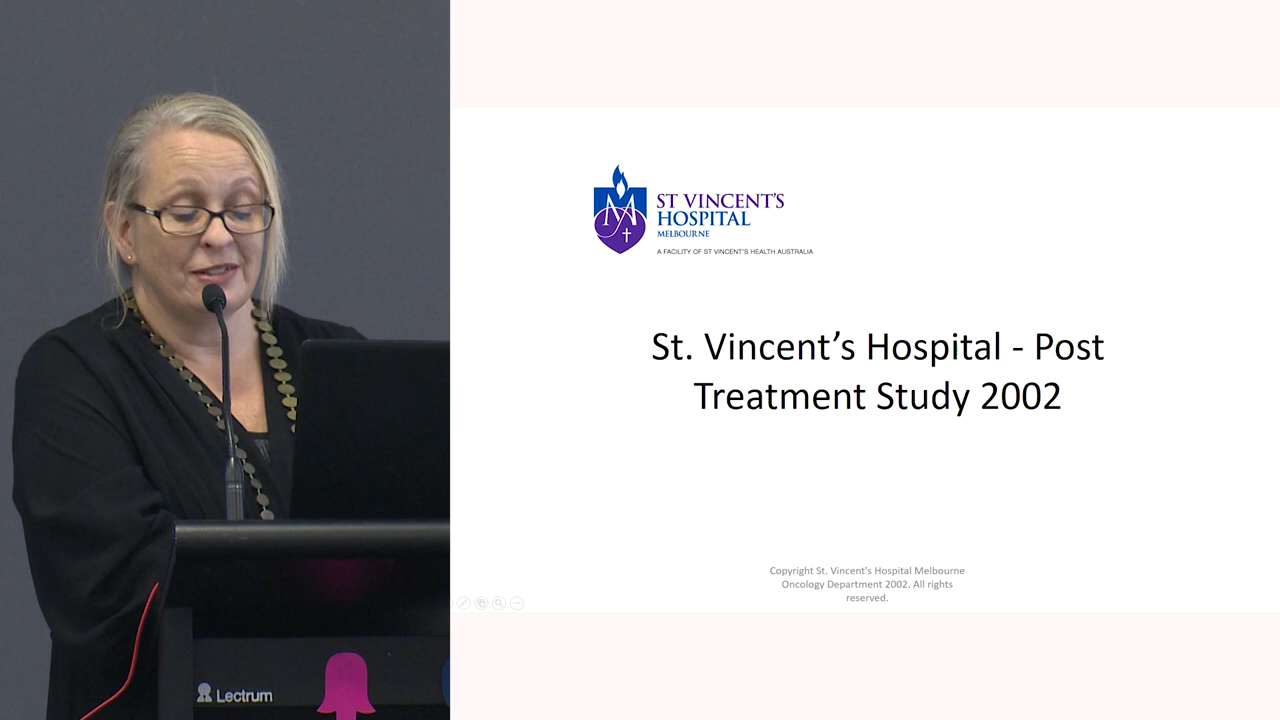 ST VINCENT'S
HOSPITAL
MELBOURNE
A FACILITY OF ST VINCENT'S HEALTH AUSTRALIA
St. Vincent's Hospital - Post
Treatment Study 2002
Copyright St. Vincent's Hospital Melbourne
Oncology Department 2002. All rights
reserved.
Lectrum